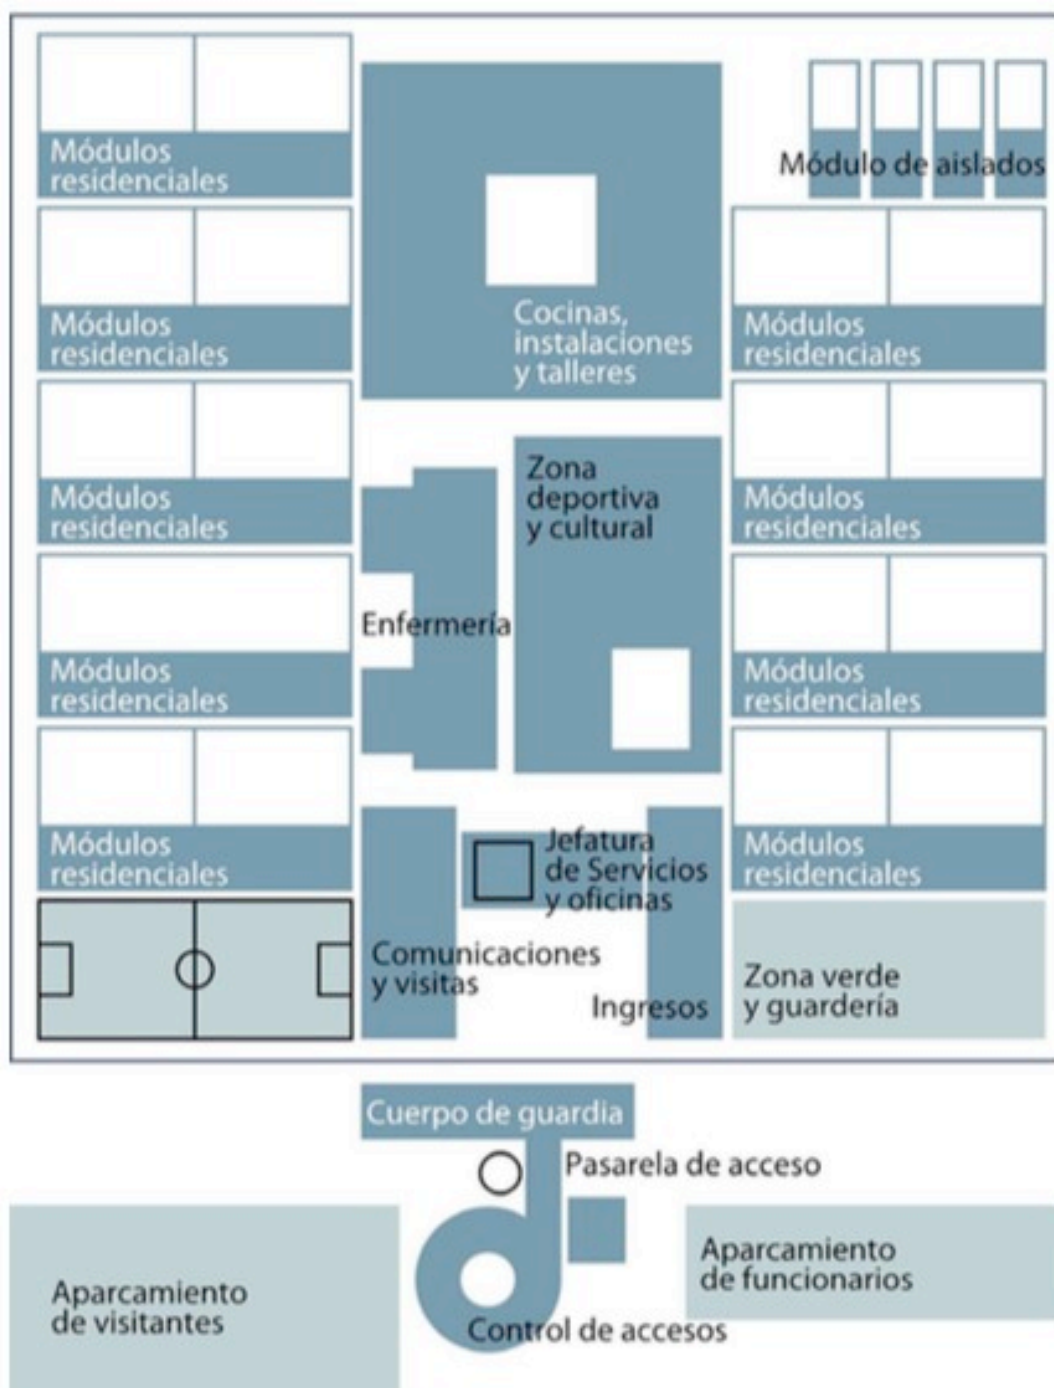 Módulos
residenciales
Módulo de aislados
Cocinas,
instalaciones
y talleres
Módulos
residenciales
Módulos
residenciales
Zona
deportiva
y cultural
Módulos
residenciales
Módulos
residenciales
Enfermería
Módulos
residenciales
Módulos
residenciales
Jefatura
de Servicios
y oficinas
Módulos
residenciales
Módulos
residenciales
Comunicaciones
y visitas
Ingresos
Zona verde
y guardería
Cuerpo de guardia
Pasarela de acceso
Aparcamiento
de visitantes
Aparcamiento
de funcionarios
Control de accesos